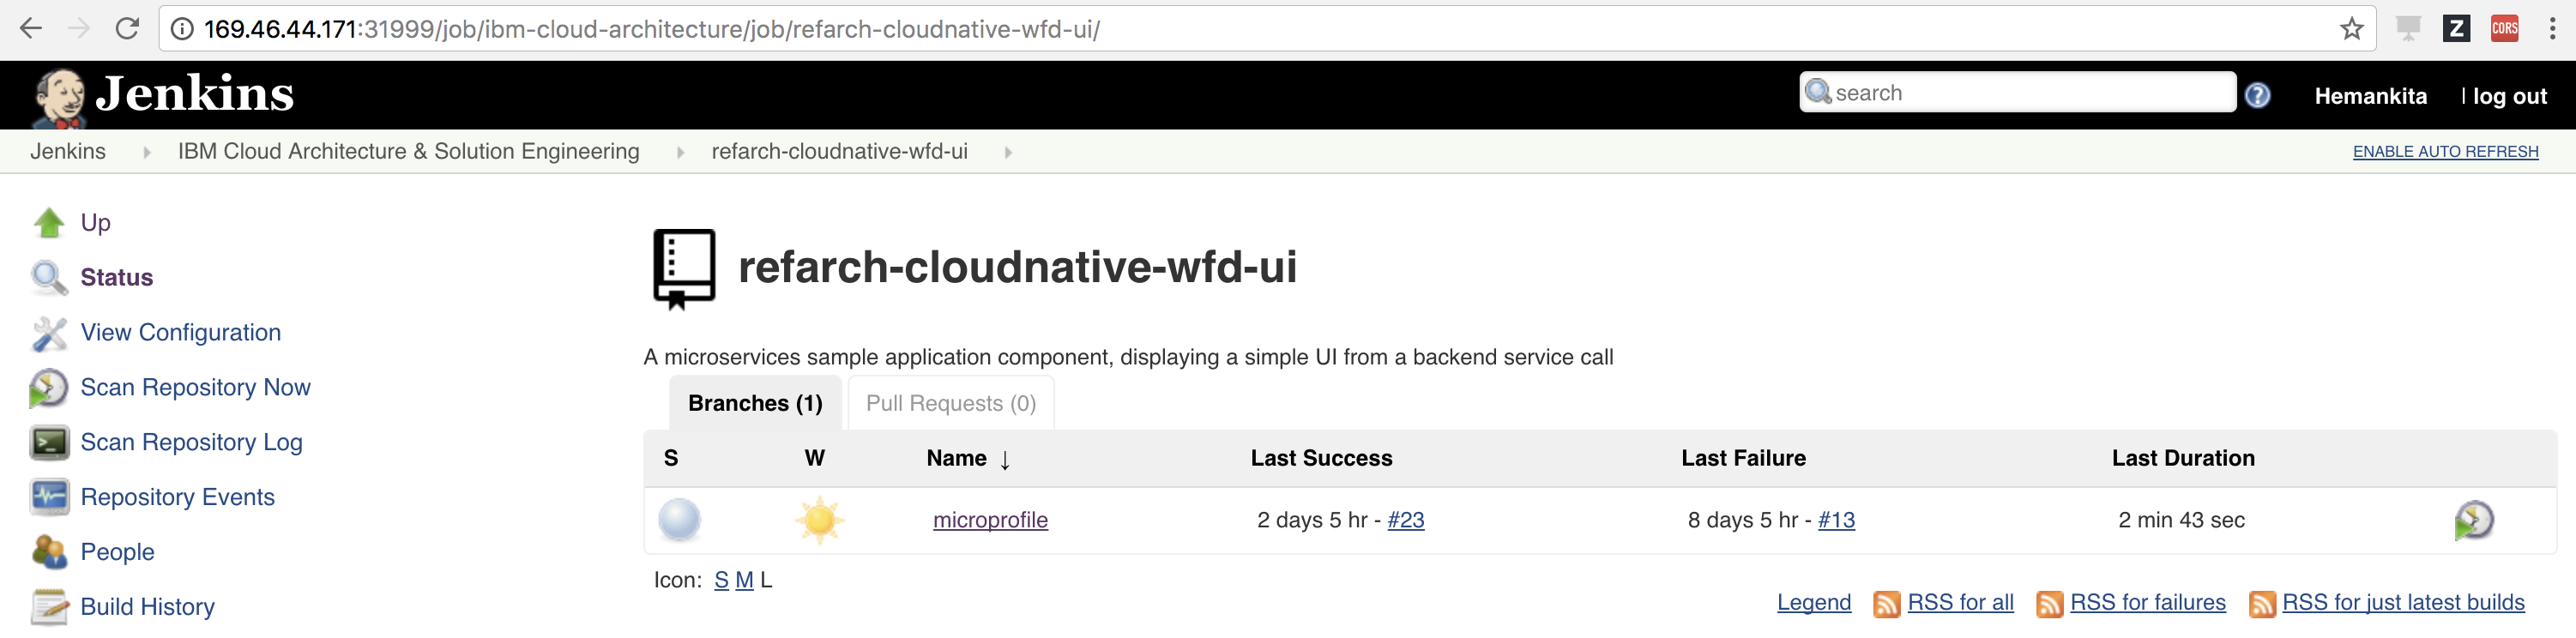 169.46.44.171:31999/job/ibm-cloud-architecture/job/refarch-cloudnative-wfd-ui/
Z CORS
Jenkins
search
Hemankita | log out
Jenkins IBM Cloud Architecture & Solution Engineering refarch-cloudnative-wfd-ui ENABLE AUTO REFRESH
Up
Status
View Configuration
Scan Repository Now
Scan Repository Log
Repository Events
People
Build History
refarch-cloudnative-wfd-ui
A microservices sample application component, displaying a simple UI from a backend service call
Branches (1) Pull Requests (0)
S W Name ↓ Last Success Last Failure Last Duration
microprofile 2 days 5 hr - #23 8 days 5 hr - #13 2 min 43 sec
Icon: S M L
Legend RSS for all RSS for failures RSS for just latest builds